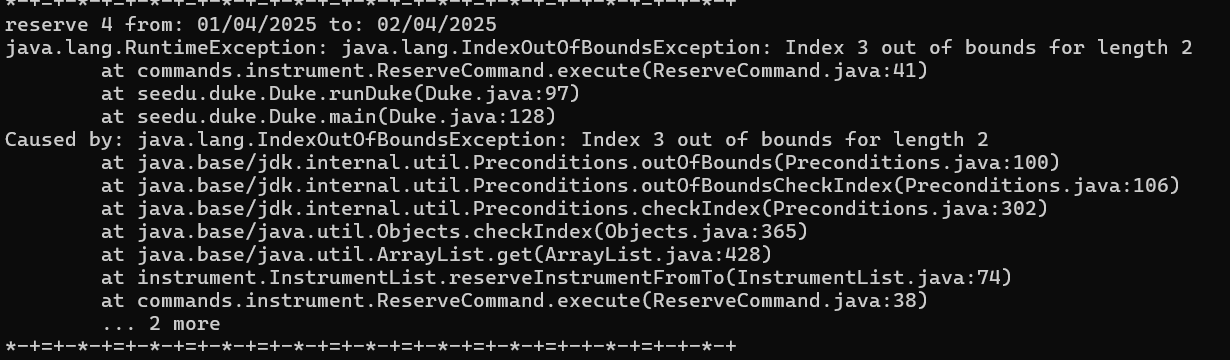 *-+=+-*-+=+-*-+=+-*-+=+-*-+=+-*-+=+-*-+=+-*-+=+-*-+=+-*-+=+-*
reserve 4 from: 01/04/2025 to: 02/04/2025
java.lang.RuntimeException: java.lang.IndexOutOfBoundsException: Index 3 out of bounds for length 2
        at commands.instrument.ReserveCommand.execute(ReserveCommand.java:41)
        at seedu.duke.Duke.runDuke(Duke.java:97)
        at seedu.duke.Duke.main(Duke.java:128)
Caused by: java.lang.IndexOutOfBoundsException: Index 3 out of bounds for length 2
        at java.base/jdk.internal.util.Preconditions.outOfBounds(Preconditions.java:100)
        at java.base/jdk.internal.util.Preconditions.outOfBoundsCheckIndex(Preconditions.java:106)
        at java.base/jdk.internal.util.Preconditions.checkIndex(Preconditions.java:302)
        at java.base/java.util.Objects.checkIndex(Objects.java:365)
        at java.base/java.util.ArrayList.get(ArrayList.java:428)
        at instrument.InstrumentList.reserveInstrumentFromTo(InstrumentList.java:74)
        at commands.instrument.ReserveCommand.execute(ReserveCommand.java:38)
        ... 2 more
*-+=+-*-+=+-*-+=+-*-+=+-*-+=+-*-+=+-*-+=+-*-+=+-*-+=+-*-+-*-+